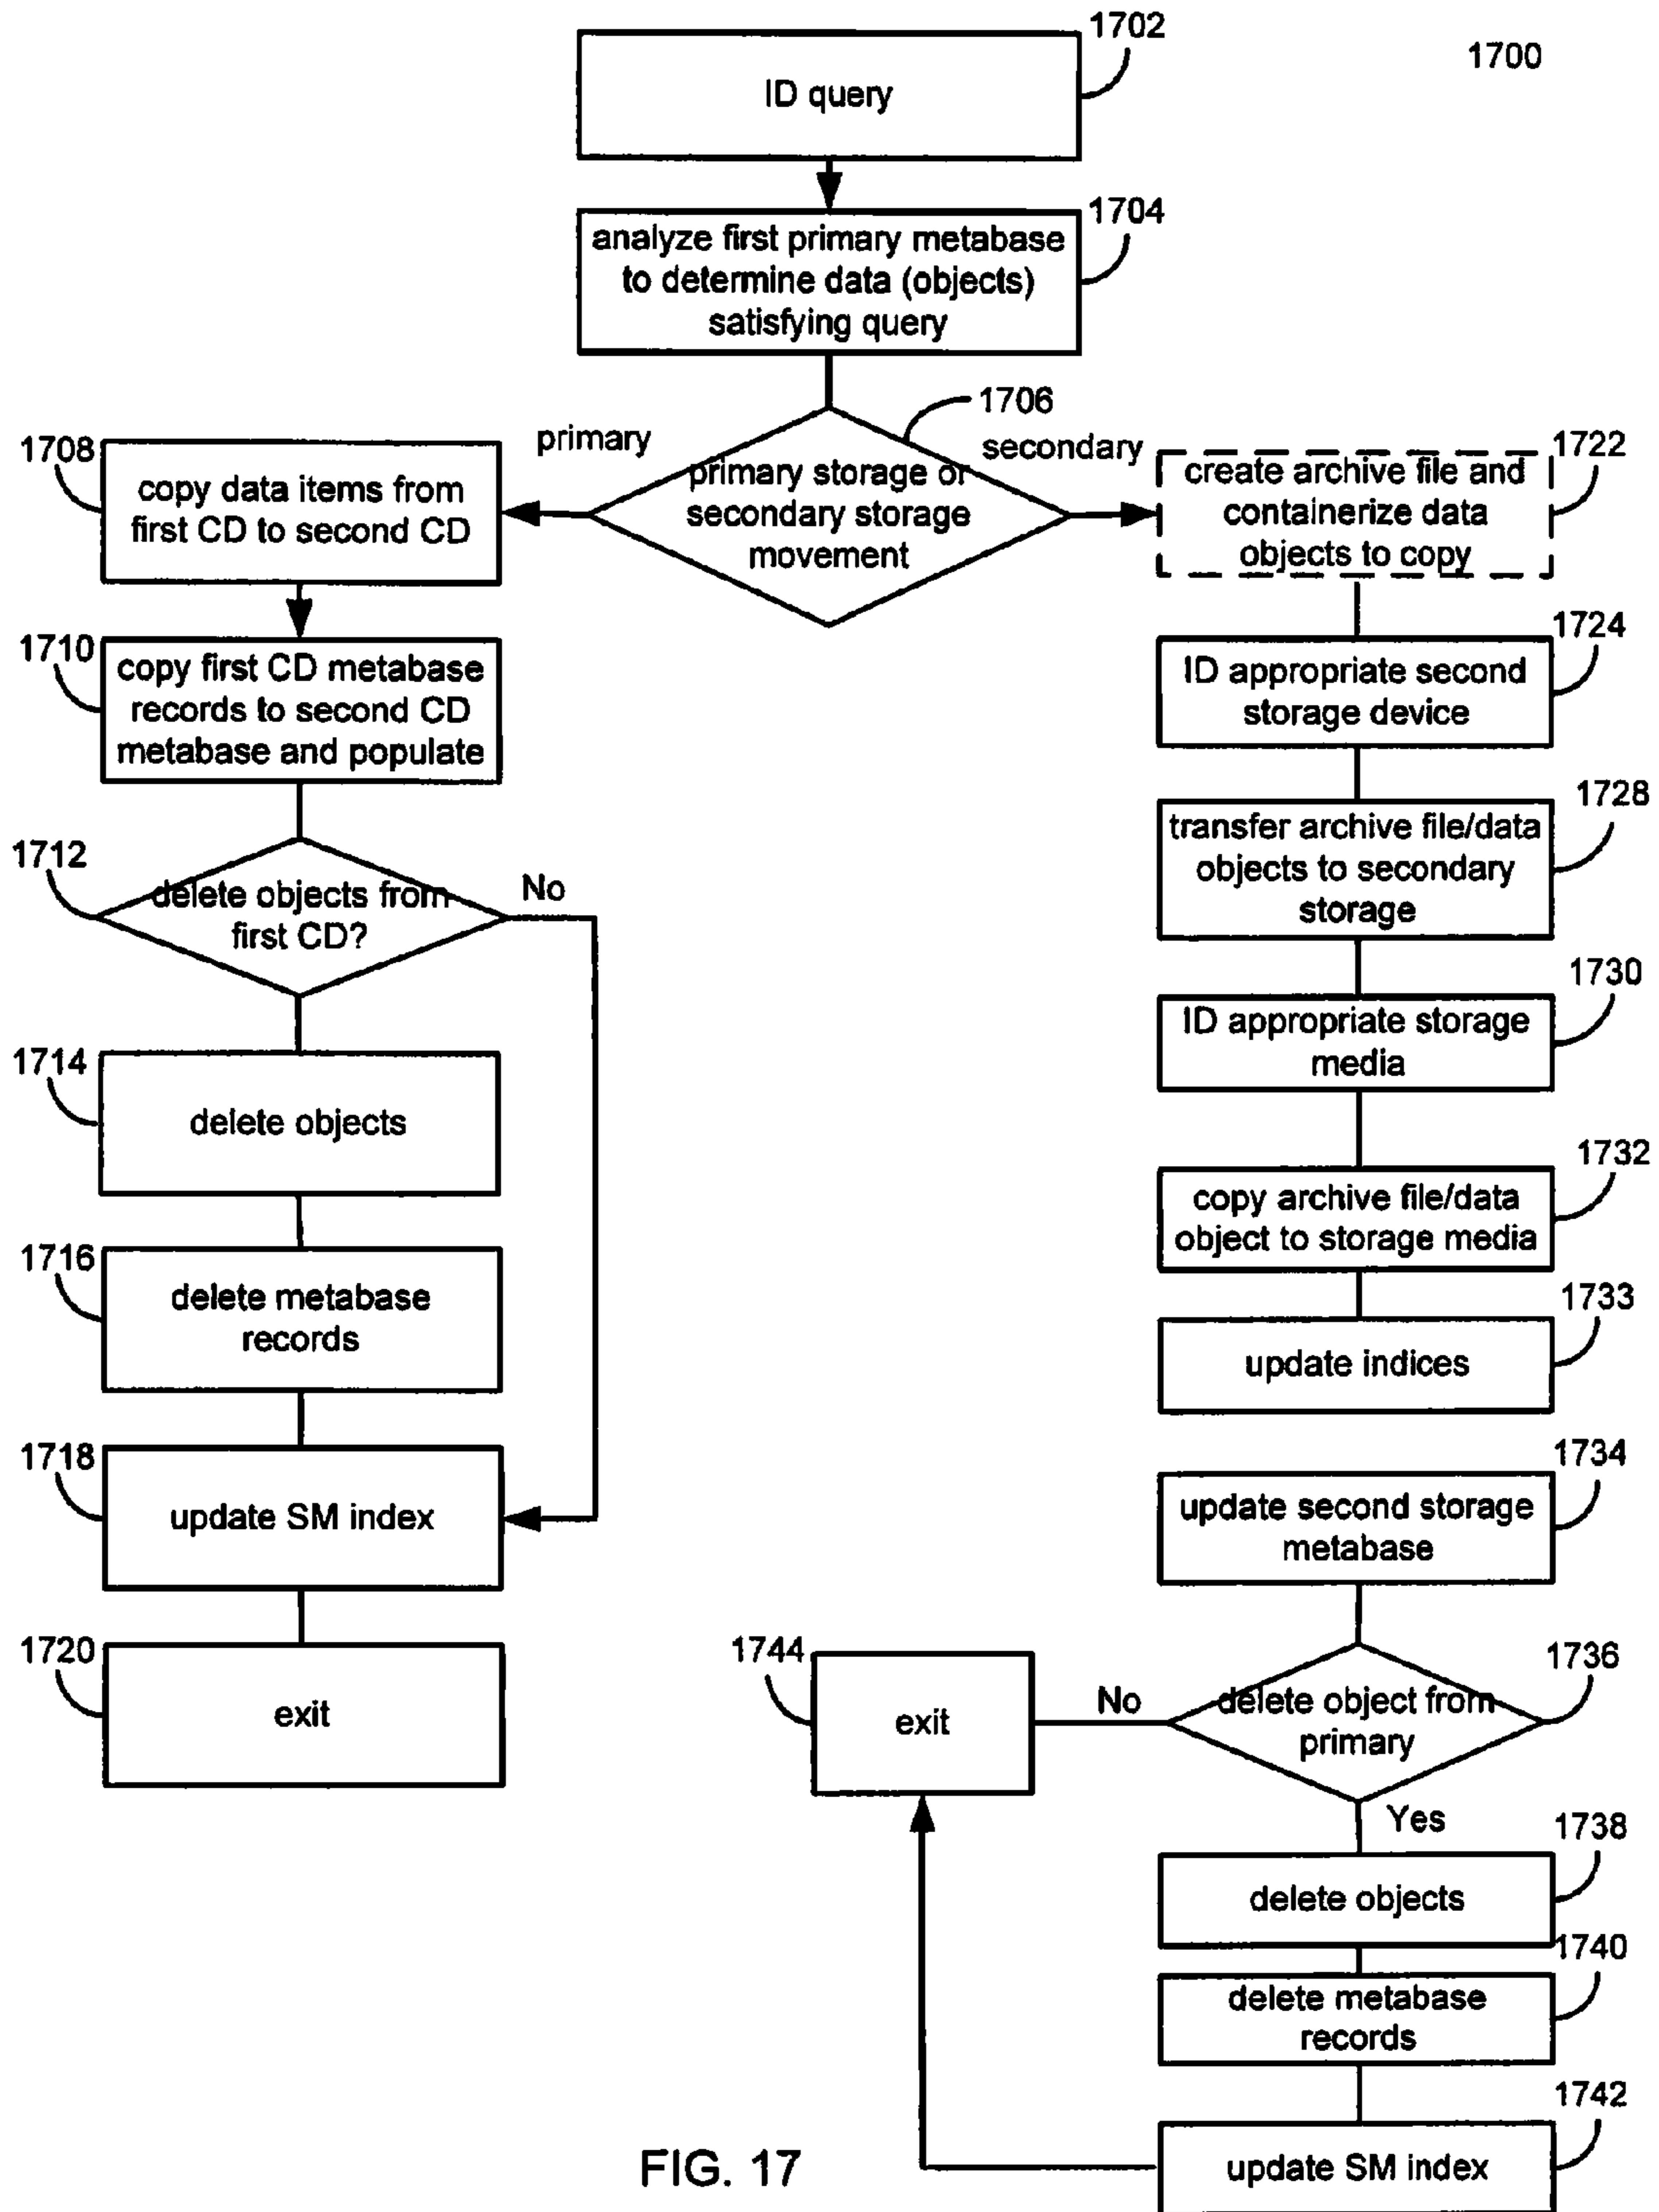 1702
1700
ID query
1704
analyze first primary metabase
to determine data (objects)
satisfying query
1706
primary
secondary
primary storage or
secondary storage
movement
1708
copy data items from
first CD to second CD
1710
copy first CD metabase
records to second CD
metabase and populate
1712
delete objects from
first CD?
No
1714
delete objects
1716
delete metabase
records
1718
update SM index
1720
exit
1722
create archive file and
containerize data
objects to copy
1724
ID appropriate second
storage device
1728
transfer archive file/data
objects to secondary
storage
1730
ID appropriate storage
media
1732
copy archive file/data
object to storage media
1733
update indices
1734
update second storage
metabase
1736
delete object from
primary
No
1744
exit
Yes
1738
delete objects
1740
delete metabase
records
1742
update SM index
FIG. 17